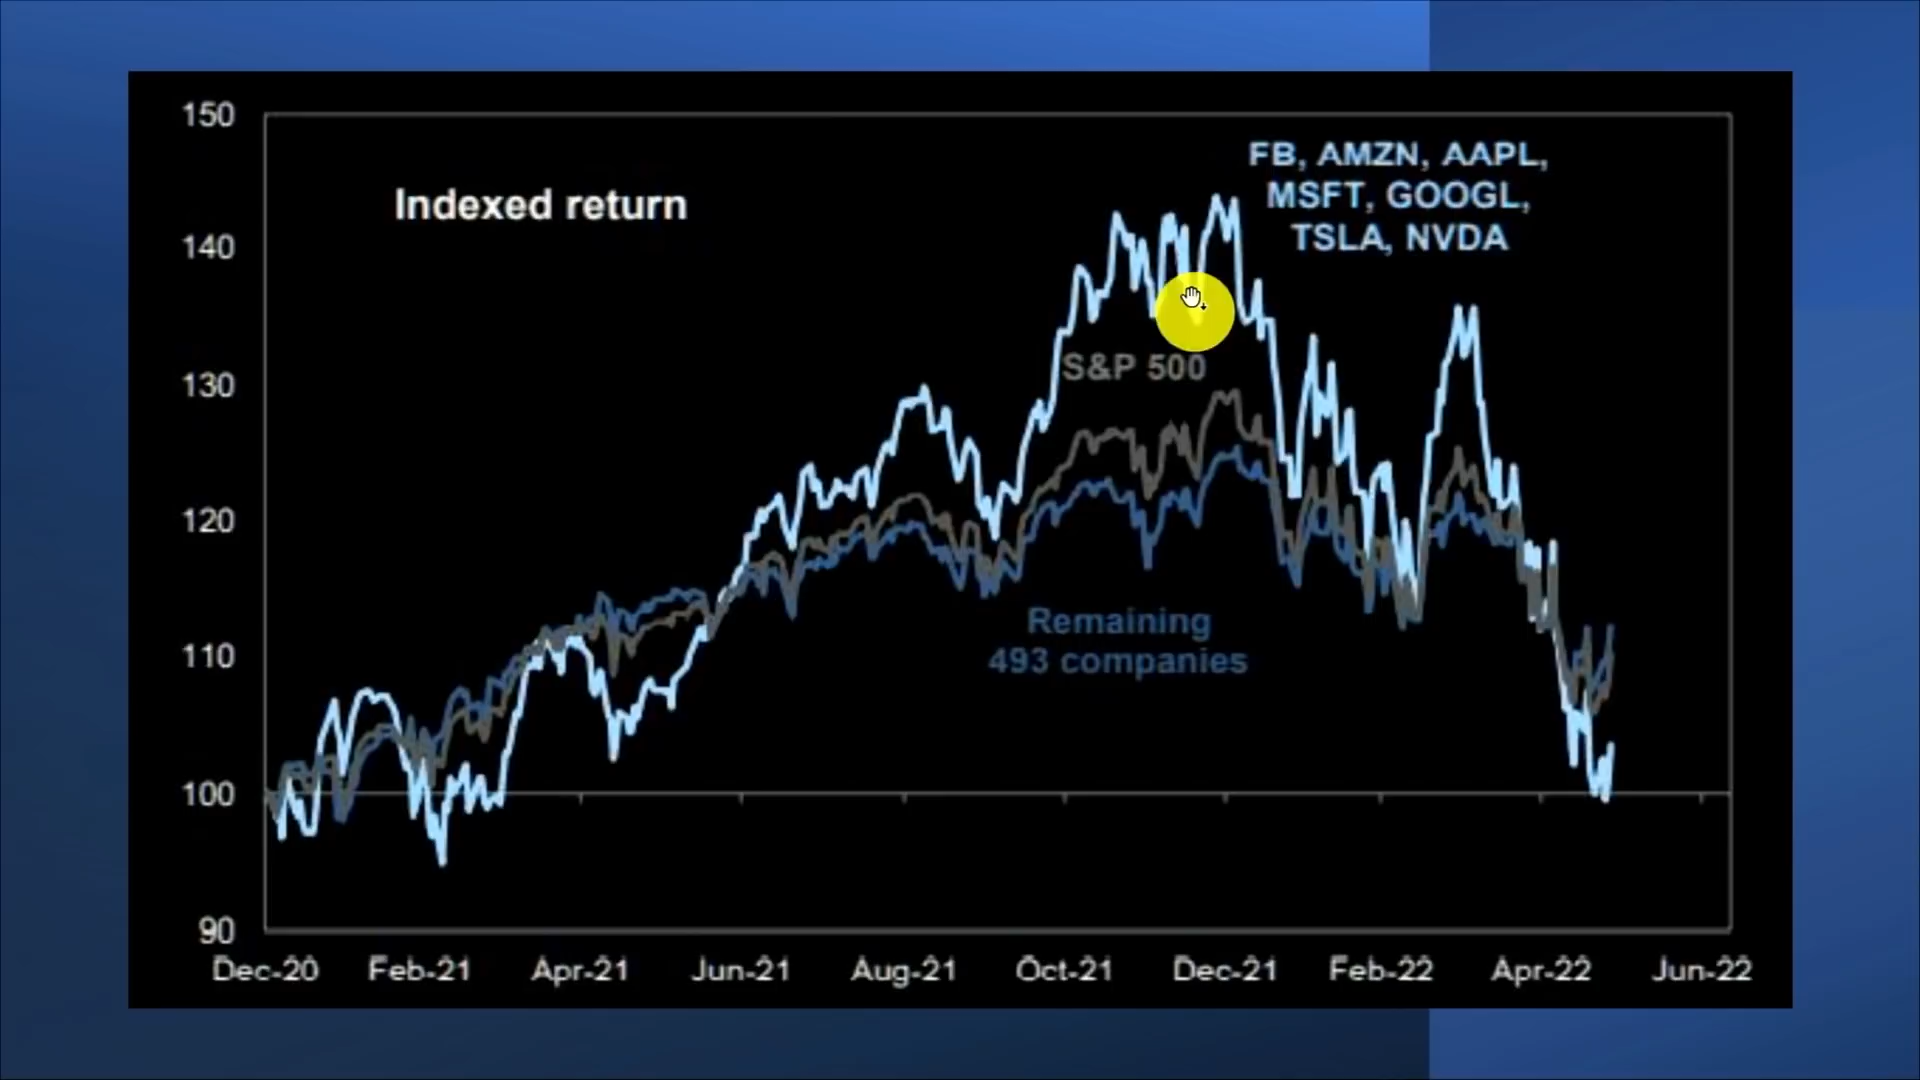 150
Indexed return
FB, AMZN, AAPL,
MSFT, GOOGL,
TSLA, NVDA
140
S&P 500
130
120
Remaining
493 companies
110
100
90
Dec-20 Feb-21 Apr-21 Jun-21 Aug-21 Oct-21 Dec-21 Feb-22 Apr-22 Jun-22